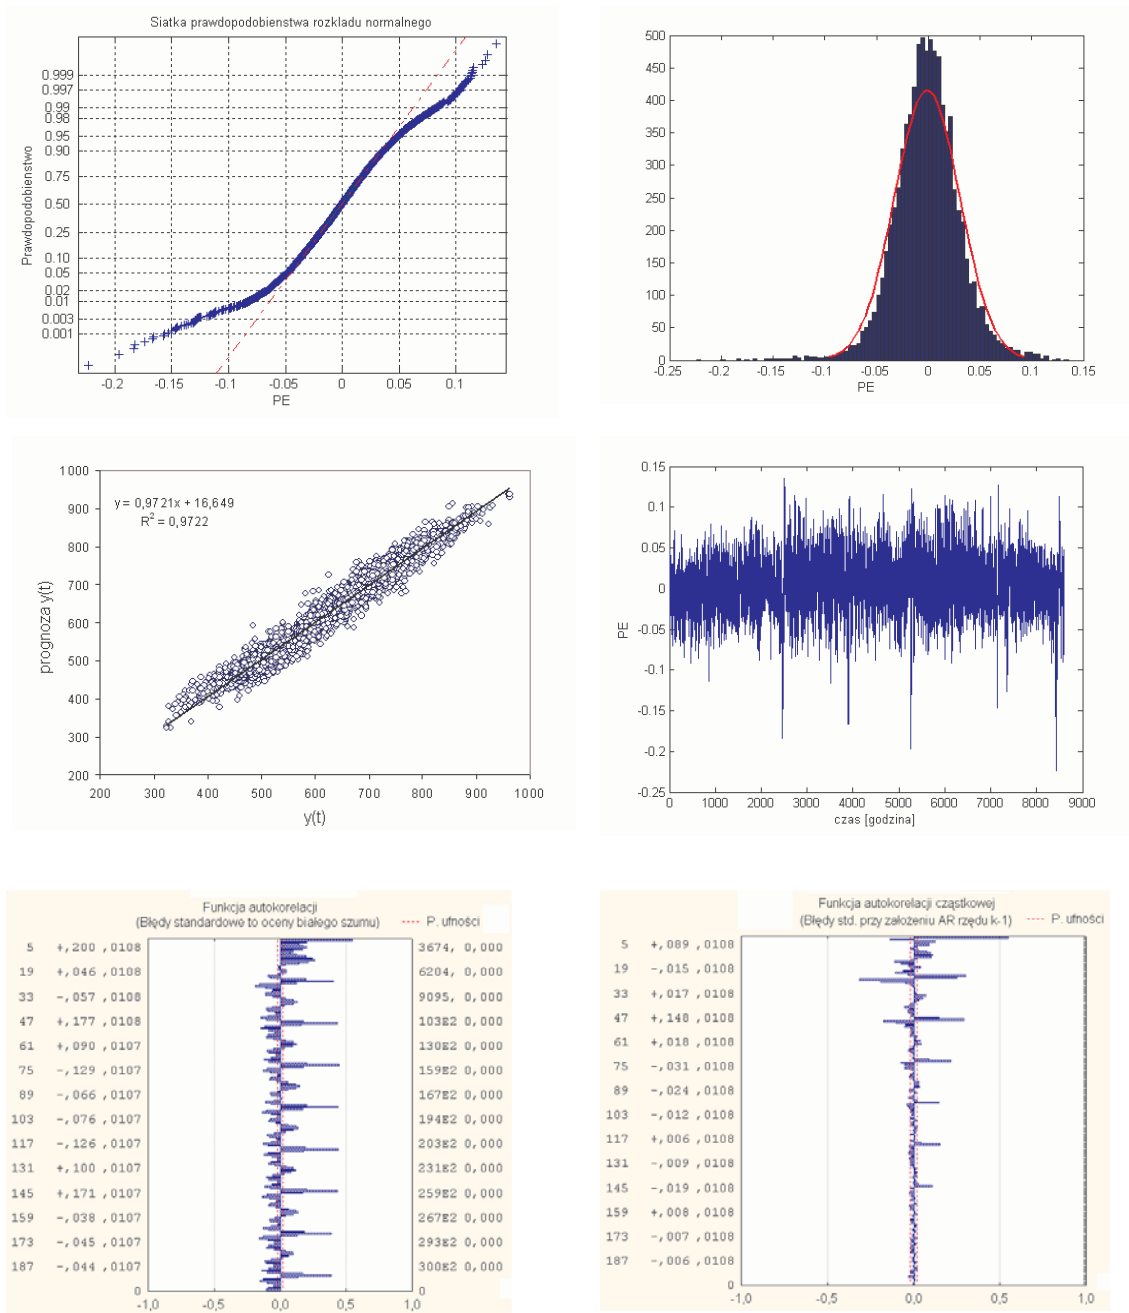 Siatka prawdopodobienstwa rozkladu normalnego
0.999
0.997
0.99
0.98
0.95
0.90
0.75
0.50
0.25
0.10
0.05
0.02
0.01
0.003
0.001
Prawdopodobienstwo
-0.2 -0.15 -0.1 -0.05 0 0.05 0.1
PE
500
450
400
350
300
250
200
150
100
50
0
-0.25 -0.2 -0.15 -0.1 -0.05 0 0.05 0.1 0.15
PE
1000
900
800
700
600
500
400
300
200
y = 0,9721x + 16,649
R² = 0,9722
prognoza y(t)
200 300 400 500 600 700 800 900 1000
y(t)
0.15
0.1
0.05
0
-0.05
-0.1
-0.15
-0.2
-0.25
PE
0 1000 2000 3000 4000 5000 6000 7000 8000 9000
czas [godzina]
Funkcja autokorelacji
(Błędy standardowe to oceny białego szumu) P. ufności
5 +,200 ,0108 3674, 0,000
19 +,046 ,0108 6204, 0,000
33 -,057 ,0108 9095, 0,000
47 +,177 ,0108 103E2 0,000
61 +,090 ,0107 130E2 0,000
75 -,129 ,0107 159E2 0,000
89 -,066 ,0107 167E2 0,000
103 -,076 ,0107 194E2 0,000
117 -,126 ,0107 203E2 0,000
131 +,100 ,0107 231E2 0,000
145 +,171 ,0107 259E2 0,000
159 -,038 ,0107 267E2 0,000
173 -,045 ,0107 293E2 0,000
187 -,044 ,0107 300E2 0,000
0 0
-1,0 -0,5 0,0 0,5 1,0
Funkcja autokorelacji cząstkowej
(Błędy std. przy założeniu AR rzędu k-1) P. ufności
5 +,089 ,0108
19 -,015 ,0108
33 +,017 ,0108
47 +,148 ,0108
61 +,018 ,0108
75 -,031 ,0108
89 -,024 ,0108
103 -,012 ,0108
117 +,006 ,0108
131 -,009 ,0108
145 -,019 ,0108
159 +,008 ,0108
173 -,007 ,0108
187 -,006 ,0108
0
-1,0 -0,5 0,0 0,5 1,0